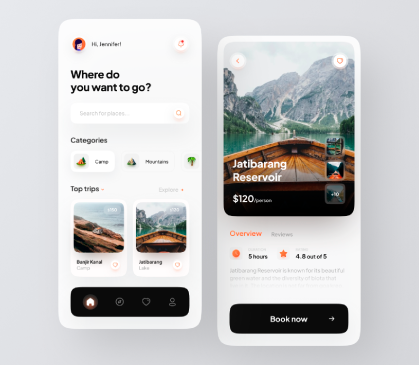 Hi, Jennifer!
Where do
you want to go?
Search for places...
Categories
Camp
Mountains
Top trips
Explore
Banjir Kanal
Camp
Jatibarang
Lake
Jatibarang
Reservoir
$120/person
+10
Overview
Reviews
5 hours
4.8 out of 5
Jatibarang Reservoir is known for its beautiful
Book now